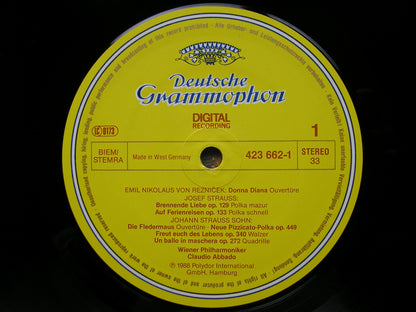 Deutsche
Grammophon
DIGITAL
RECORDING
LC 0173
1
BIEM/
STEMRA
Made in West Germany
423 662-1
STEREO
33
EMIL NIKOLAUS VON REZNICEK: Donna Diana Ouvertüre
JOSEF STRAUSS:
Brennende Liebe op. 129 Polka mazur
Auf Ferienreisen op. 133 Polka schnell
JOHANN STRAUSS SOHN:
Die Fledermaus Ouvertüre · Neue Pizzicato-Polka op. 449
Freut euch des Lebens op. 340 Walzer
Un ballo in maschera op. 272 Quadrille
Wiener Philharmoniker
Claudio Abbado
℗ 1988 Polydor International
GmbH, Hamburg